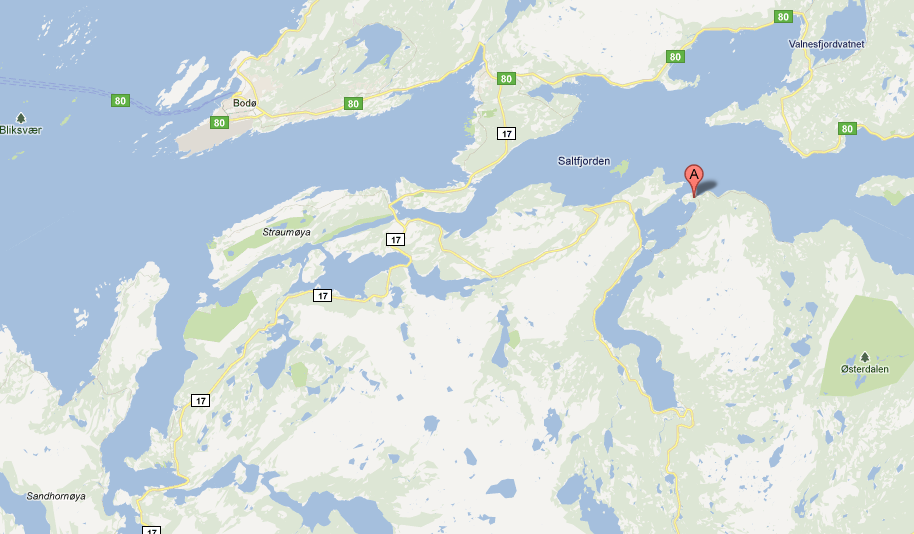 80
Valnesfjordvatnet
80
80
80
Bodø
80
80
Bliksvær
80
17
Saltfjorden
A
Straumøya
17
17
Østerdalen
17
Sandhornøya
17